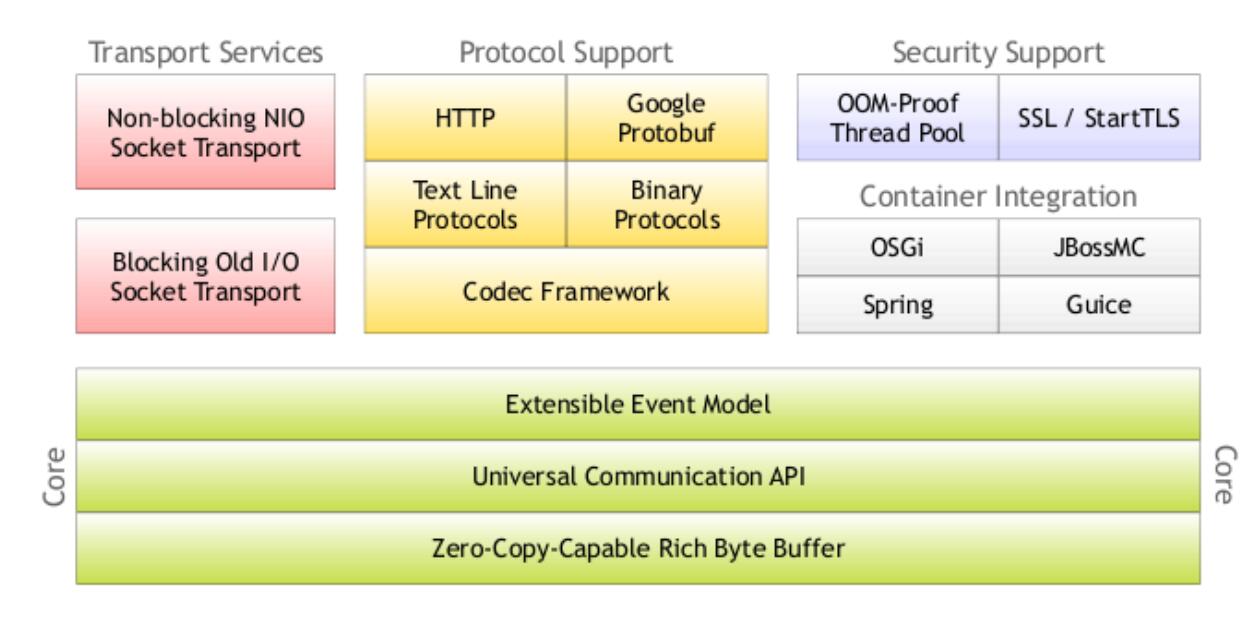 Transport Services
Non-blocking NIO
Socket Transport
Blocking Old I/O
Socket Transport
Protocol Support
HTTP
Google
Protobuf
Text Line
Protocols
Binary
Protocols
Codec Framework
Security Support
OOM-Proof
Thread Pool
SSL / StartTLS
Container Integration
OSGi
JBossMC
Spring
Guice
Core
Extensible Event Model
Universal Communication API
Zero-Copy-Capable Rich Byte Buffer
Core